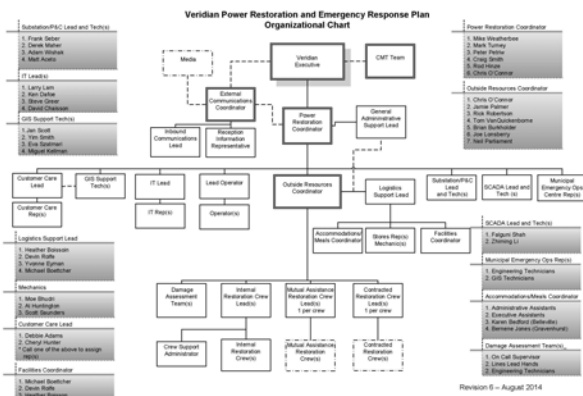 Veridian Power Restoration and Emergency Response Plan
Organizational Chart
Substation/P&C Lead and Tech(s)
1. Frank Seber
2. Derek Maher
3. Adam Wishak
4. Matt Aceto
IT Lead(s)
1. Larry Lam
2. Ken Dafoe
3. Steve Greer
4. David Clarkson
GIS Support Tech(s)
1. Jan Scott
2. Yim Smith
3. Eva Szatmari
4. Miguel Kellman
Media
Veridian
Executive
CMT Team
External
Communications
Coordinator
Inbound
Communications
Lead
Reception
Information
Representative
Power
Restoration
Coordinator
General
Administrative
Support Lead
Power Restoration Coordinator
1. Mike Weatherbee
2. Mark Turney
3. Peter Petriw
4. Craig Smith
5. Rod Hinze
6. Chris O'Connor
Outside Resources Coordinator
1. Chris O'Connor
2. Jamie Palmer
3. Rick Robertson
4. Tom VanQuickenborne
5. Brian Burkholder
6. Joe Lonsberry
7. Neil Parliament
Customer Care
Lead
GIS Support
Tech(s)
IT Lead
Lead Operator
Outside Resources
Coordinator
Logistics
Support Lead
Substation/P&C
Lead
and Tech(s)
SCADA Lead
and Tech (s)
Municipal
Emergency Ops
Centre Rep(s)
Customer Care
Rep(s)
IT Rep(s)
Operator(s)
Accommodations/
Meals Coordinator
Stores Rep(s)
Mechanic(s)
Facilities
Coordinator
Logistics Support Lead
1. Heather Boisson
2. Devin Rolfe
3. Yvonne Eyman
4. Michael Boettcher
Mechanics
1. Moe Bhudri
2. Al Huntington
3. Scott Saunders
Customer Care Lead
1. Debbie Adams
2. Cheryl Hunter
* Call one of the above to assign
rep(s)
Facilities Coordinator
1. Michael Boettcher
2. Devin Rolfe
3. Heather Boisson
Damage
Assessment
Team(s)
Internal
Restoration Crew
Lead(s)
Mutual Assistance
Restoration Crew
Lead(s)
1 per crew
Contracted
Restoration Crew
Lead(s)
1 per crew
Crew Support
Administrator
Internal
Restoration
Crew(s)
Mutual Assistance
Restoration
Crew(s)
Contracted
Restoration
Crew(s)
SCADA Lead and Tech(s)
1. Falguni Shah
2. Zhiming Li
Municipal Emergency Ops Rep(s)
1. Engineering Technicians
2. GIS Technicians
Accommodations/Meals Coordinator
1. Administrative Assistants
2. Executive Assistants
3. Karen Bedford (Belleville)
4. Berniene Jones (Gravenhurst)
Damage Assessment Team(s)
1. On Call Supervisor
2. Lines Lead Hands
3. Engineering Technicians
Revision 6 – August 2014